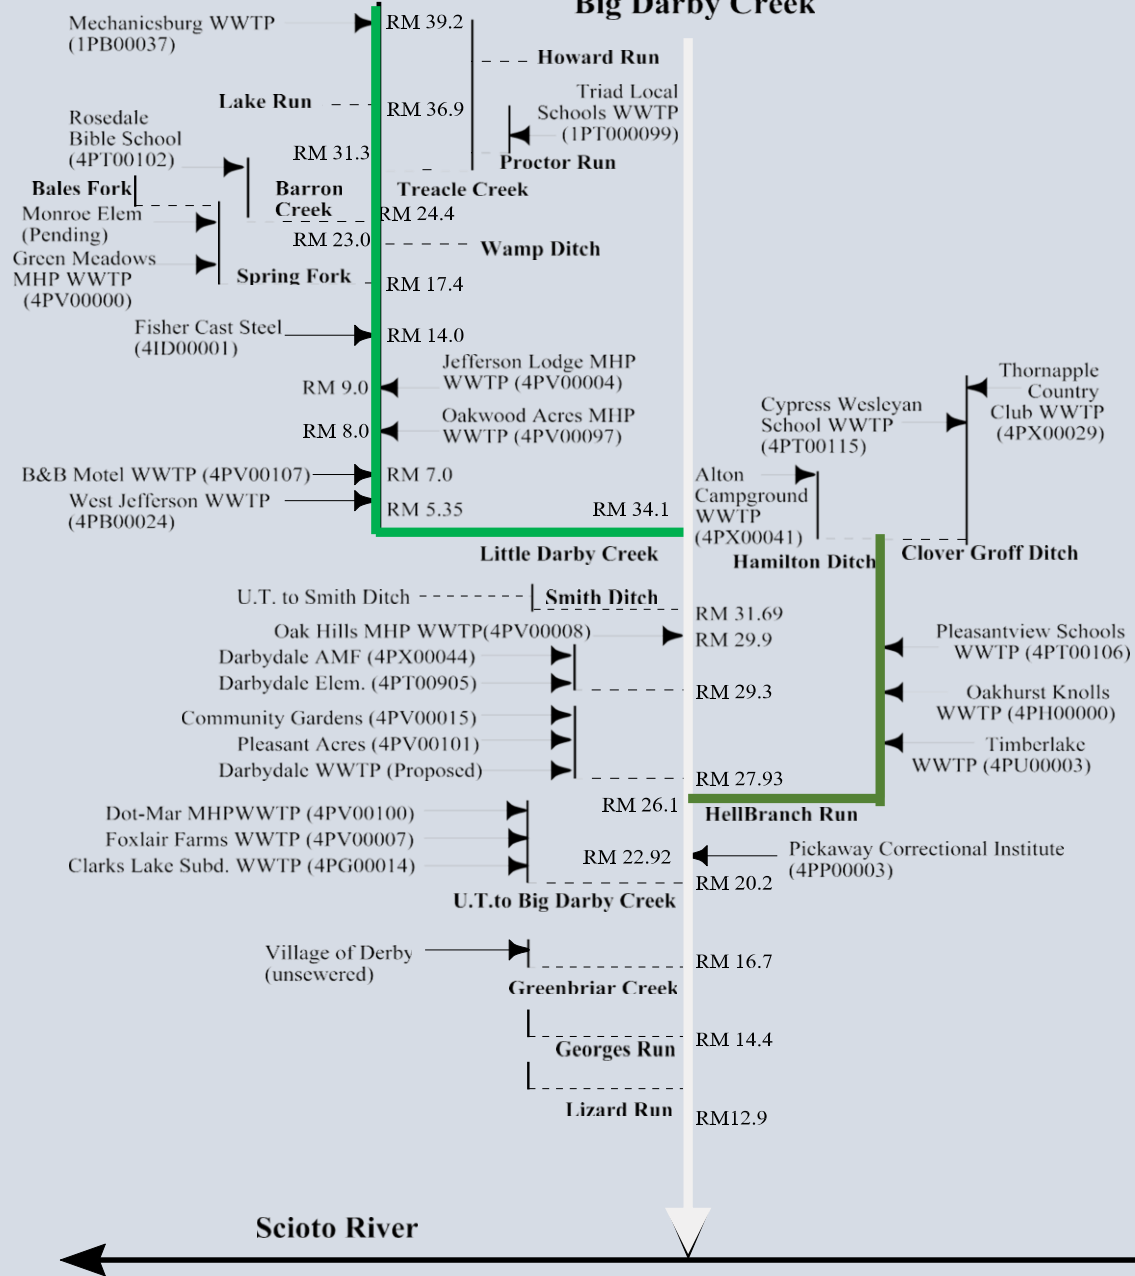 Big Darby Creek
Mechanicsburg WWTP
(1PB00037)
RM 39.2
Howard Run
Lake Run
RM 36.9
Triad Local
Schools WWTP
(1PT000099)
Proctor Run
Rosedale
Bible School
(4PT00102)
RM 31.3
Treacle Creek
Bales Fork
Barron
Creek
RM 24.4
Monroe Elem
(Pending)
RM 23.0
Wamp Ditch
Green Meadows
MHP WWTP
(4PV00000)
Spring Fork
RM 17.4
Fisher Cast Steel
(4ID00001)
RM 14.0
RM 9.0
Jefferson Lodge MHP
WWTP (4PV00004)
RM 8.0
Oakwood Acres MHP
WWTP (4PV00097)
B&B Motel WWTP (4PV00107)
RM 7.0
West Jefferson WWTP
(4PB00024)
RM 5.35
RM 34.1
Little Darby Creek
Thornapple
Country
Club WWTP
(4PX00029)
Cypress Wesleyan
School WWTP
(4PT00115)
Alton
Campground
WWTP
(4PX00041)
Hamilton Ditch
Clover Groff Ditch
U.T. to Smith Ditch
Smith Ditch
RM 31.69
Oak Hills MHP WWTP(4PV00008)
RM 29.9
Pleasantview Schools
WWTP (4PT00106)
Darbydale AMF (4PX00044)
Darbydale Elem. (4PT00905)
RM 29.3
Oakhurst Knolls
WWTP (4PH00000)
Community Gardens (4PV00015)
Pleasant Acres (4PV00101)
Darbydale WWTP (Proposed)
RM 27.93
Timberlake
WWTP (4PU00003)
RM 26.1
HellBranch Run
Dot-Mar MHPWWTP (4PV00100)
Foxlair Farms WWTP (4PV00007)
Clarks Lake Subd. WWTP (4PG00014)
RM 22.92
Pickaway Correctional Institute
(4PP00003)
RM 20.2
U.T.to Big Darby Creek
Village of Derby
(unsewered)
RM 16.7
Greenbriar Creek
RM 14.4
Georges Run
Lizard Run
RM12.9
Scioto River